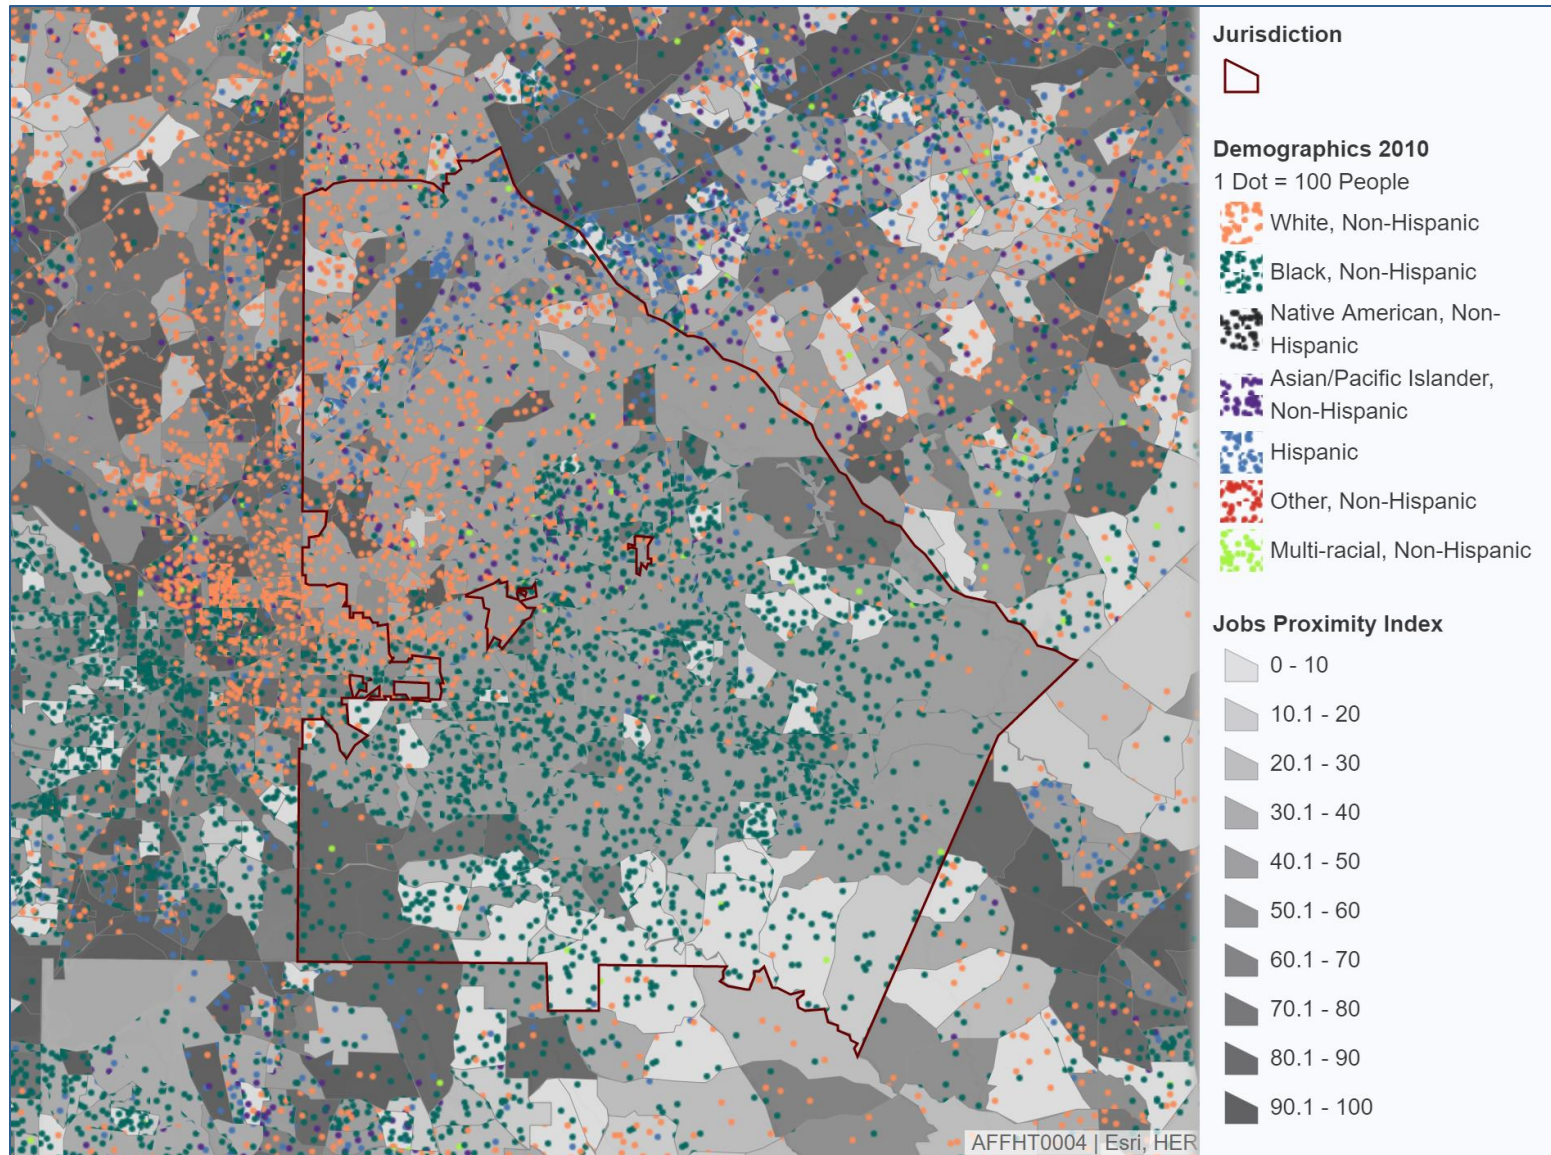 Jurisdiction
Demographics 2010
1 Dot = 100 People
White, Non-Hispanic
Black, Non-Hispanic
Native American, Non-
Hispanic
Asian/Pacific Islander,
Non-Hispanic
Hispanic
Other, Non-Hispanic
Multi-racial, Non-Hispanic
Jobs Proximity Index
0 - 10
10.1 - 20
20.1 - 30
30.1 - 40
40.1 - 50
50.1 - 60
60.1 - 70
70.1 - 80
80.1 - 90
90.1 - 100
AFFHT0004 | Esri, HER